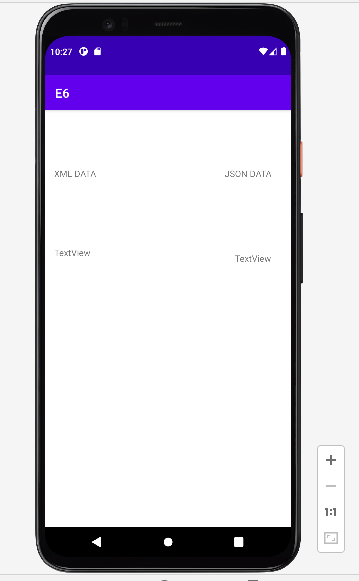 10:27
E6
XML DATA JSON DATA
TextView
TextView
1:1